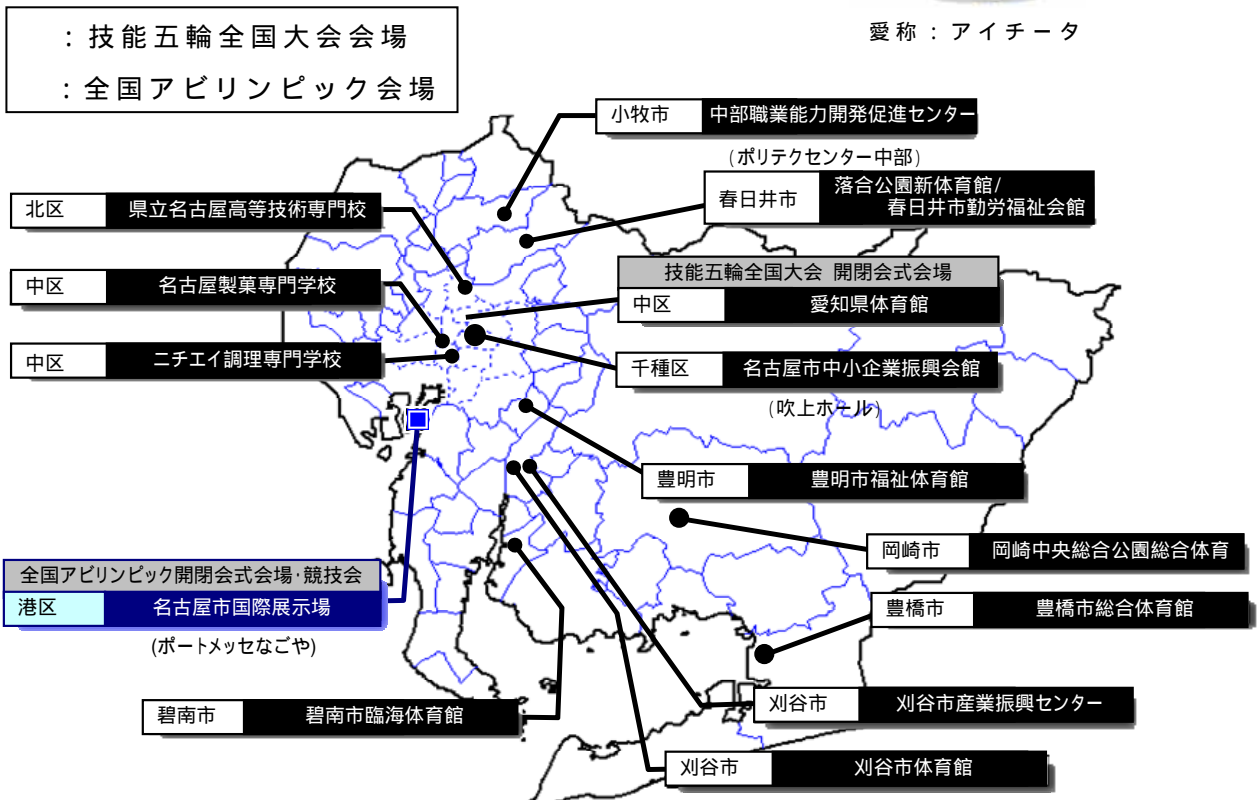 ：技能五輪全国大会会場
：全国アビリンピック会場
愛称：アイチータ
小牧市 中部職業能力開発促進センター
(ポリテクセンター中部)
春日井市 落合公園新体育館/
春日井市勤労福祉会館
北区 県立名古屋高等技術専門校
技能五輪全国大会 開閉会式会場
中区 愛知県体育館
中区 名古屋製菓専門学校
中区 ニチエイ調理専門学校
千種区 名古屋市中小企業振興会館
(吹上ホール)
豊明市 豊明市福祉体育館
岡崎市 岡崎中央総合公園総合体育
全国アビリンピック開閉会式会場･競技会
港区 名古屋市国際展示場
(ポートメッセなごや)
豊橋市 豊橋市総合体育館
碧南市 碧南市臨海体育館
刈谷市 刈谷市産業振興センター
刈谷市 刈谷市体育館